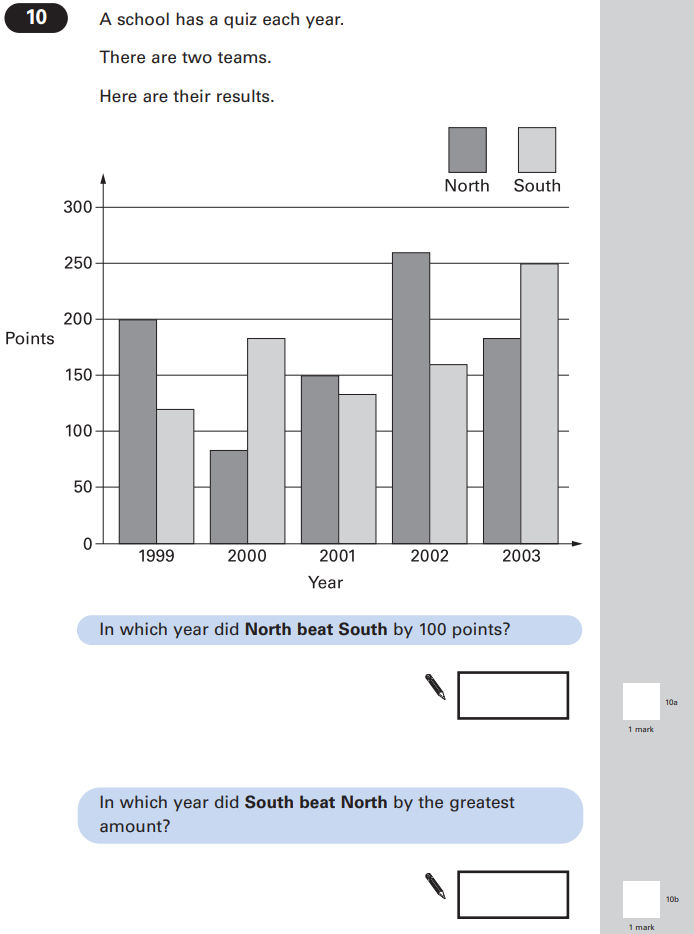 10
A school has a quiz each year.
There are two teams.
Here are their results.
North South
300
250
200
Points
150
100
50
0
1999 2000 2001 2002 2003
Year
In which year did North beat South by 100 points?
10a
1 mark
In which year did South beat North by the greatest
amount?
10b
1 mark